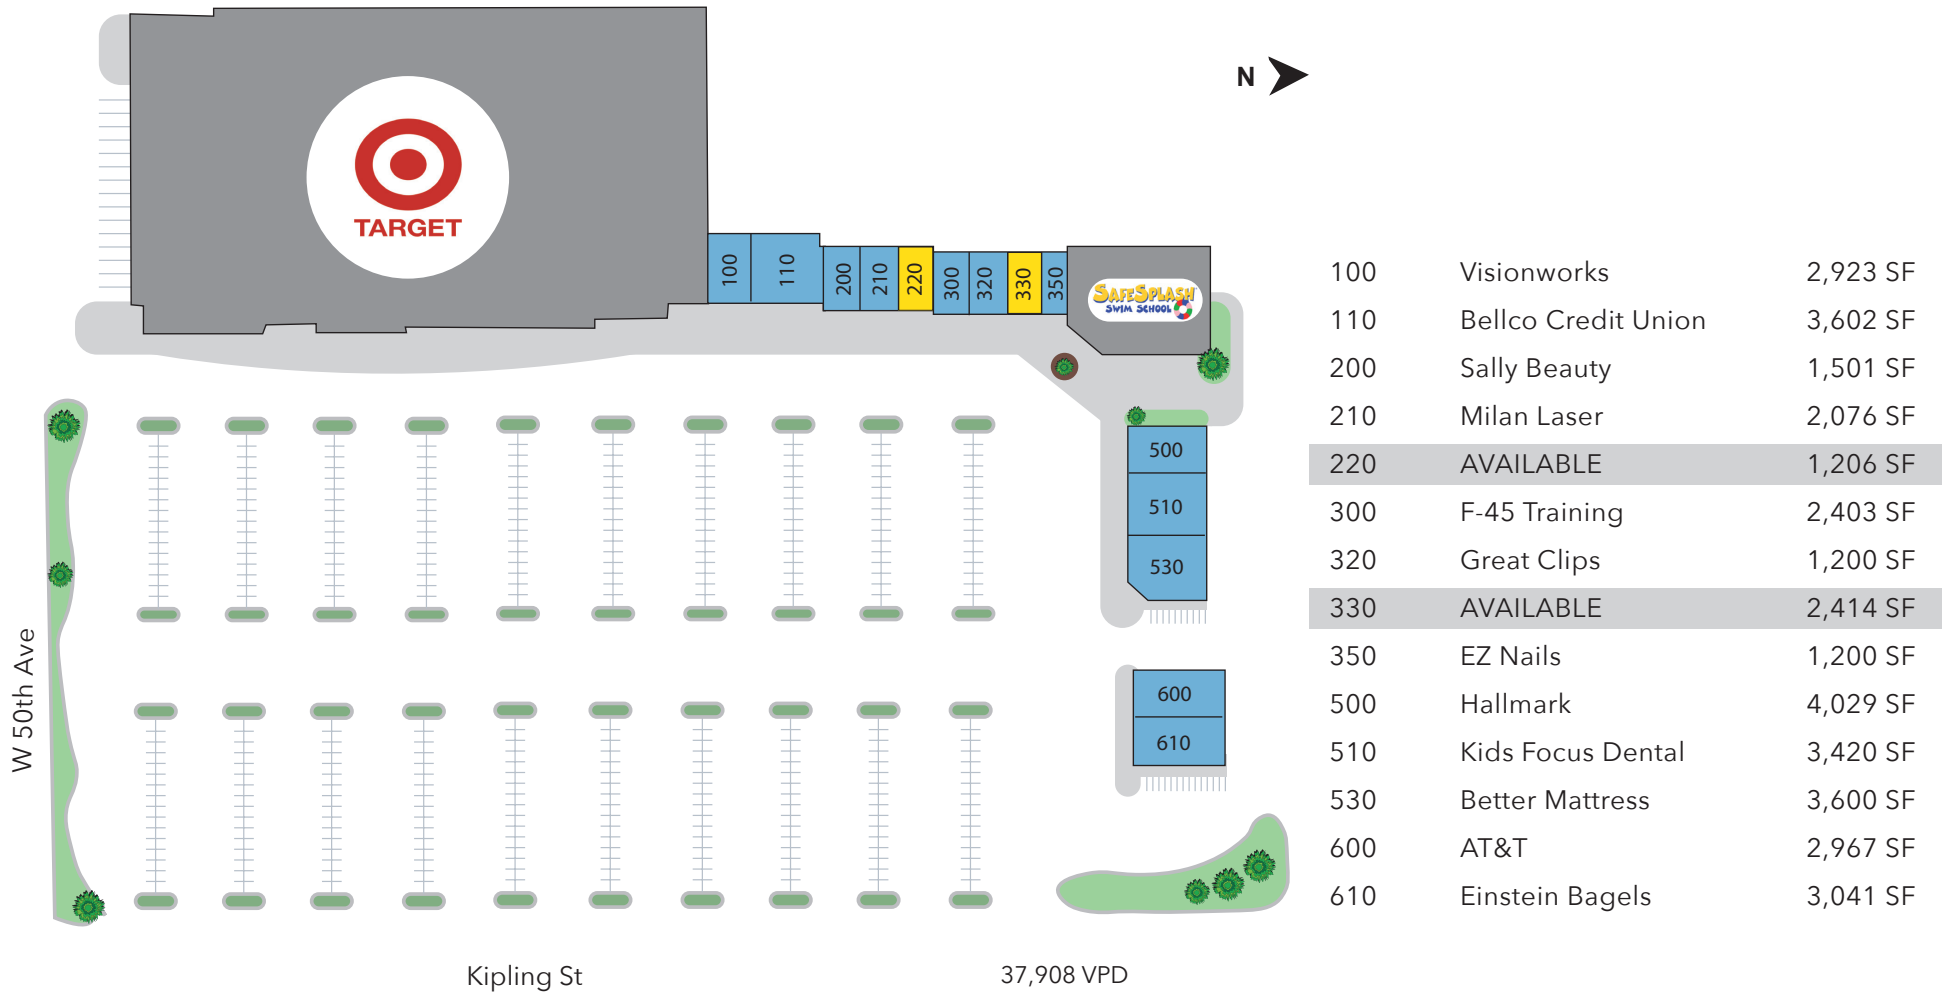 N
TARGET
100
110
200
210
220
300
320
330
350
SAFESPLASH
SWIM SCHOOL
500
510
530
600
610
W 50th Ave
Kipling St
37,908 VPD
100 Visionworks 2,923 SF
110 Bellco Credit Union 3,602 SF
200 Sally Beauty 1,501 SF
210 Milan Laser 2,076 SF
220 AVAILABLE 1,206 SF
300 F-45 Training 2,403 SF
320 Great Clips 1,200 SF
330 AVAILABLE 2,414 SF
350 EZ Nails 1,200 SF
500 Hallmark 4,029 SF
510 Kids Focus Dental 3,420 SF
530 Better Mattress 3,600 SF
600 AT&T 2,967 SF
610 Einstein Bagels 3,041 SF